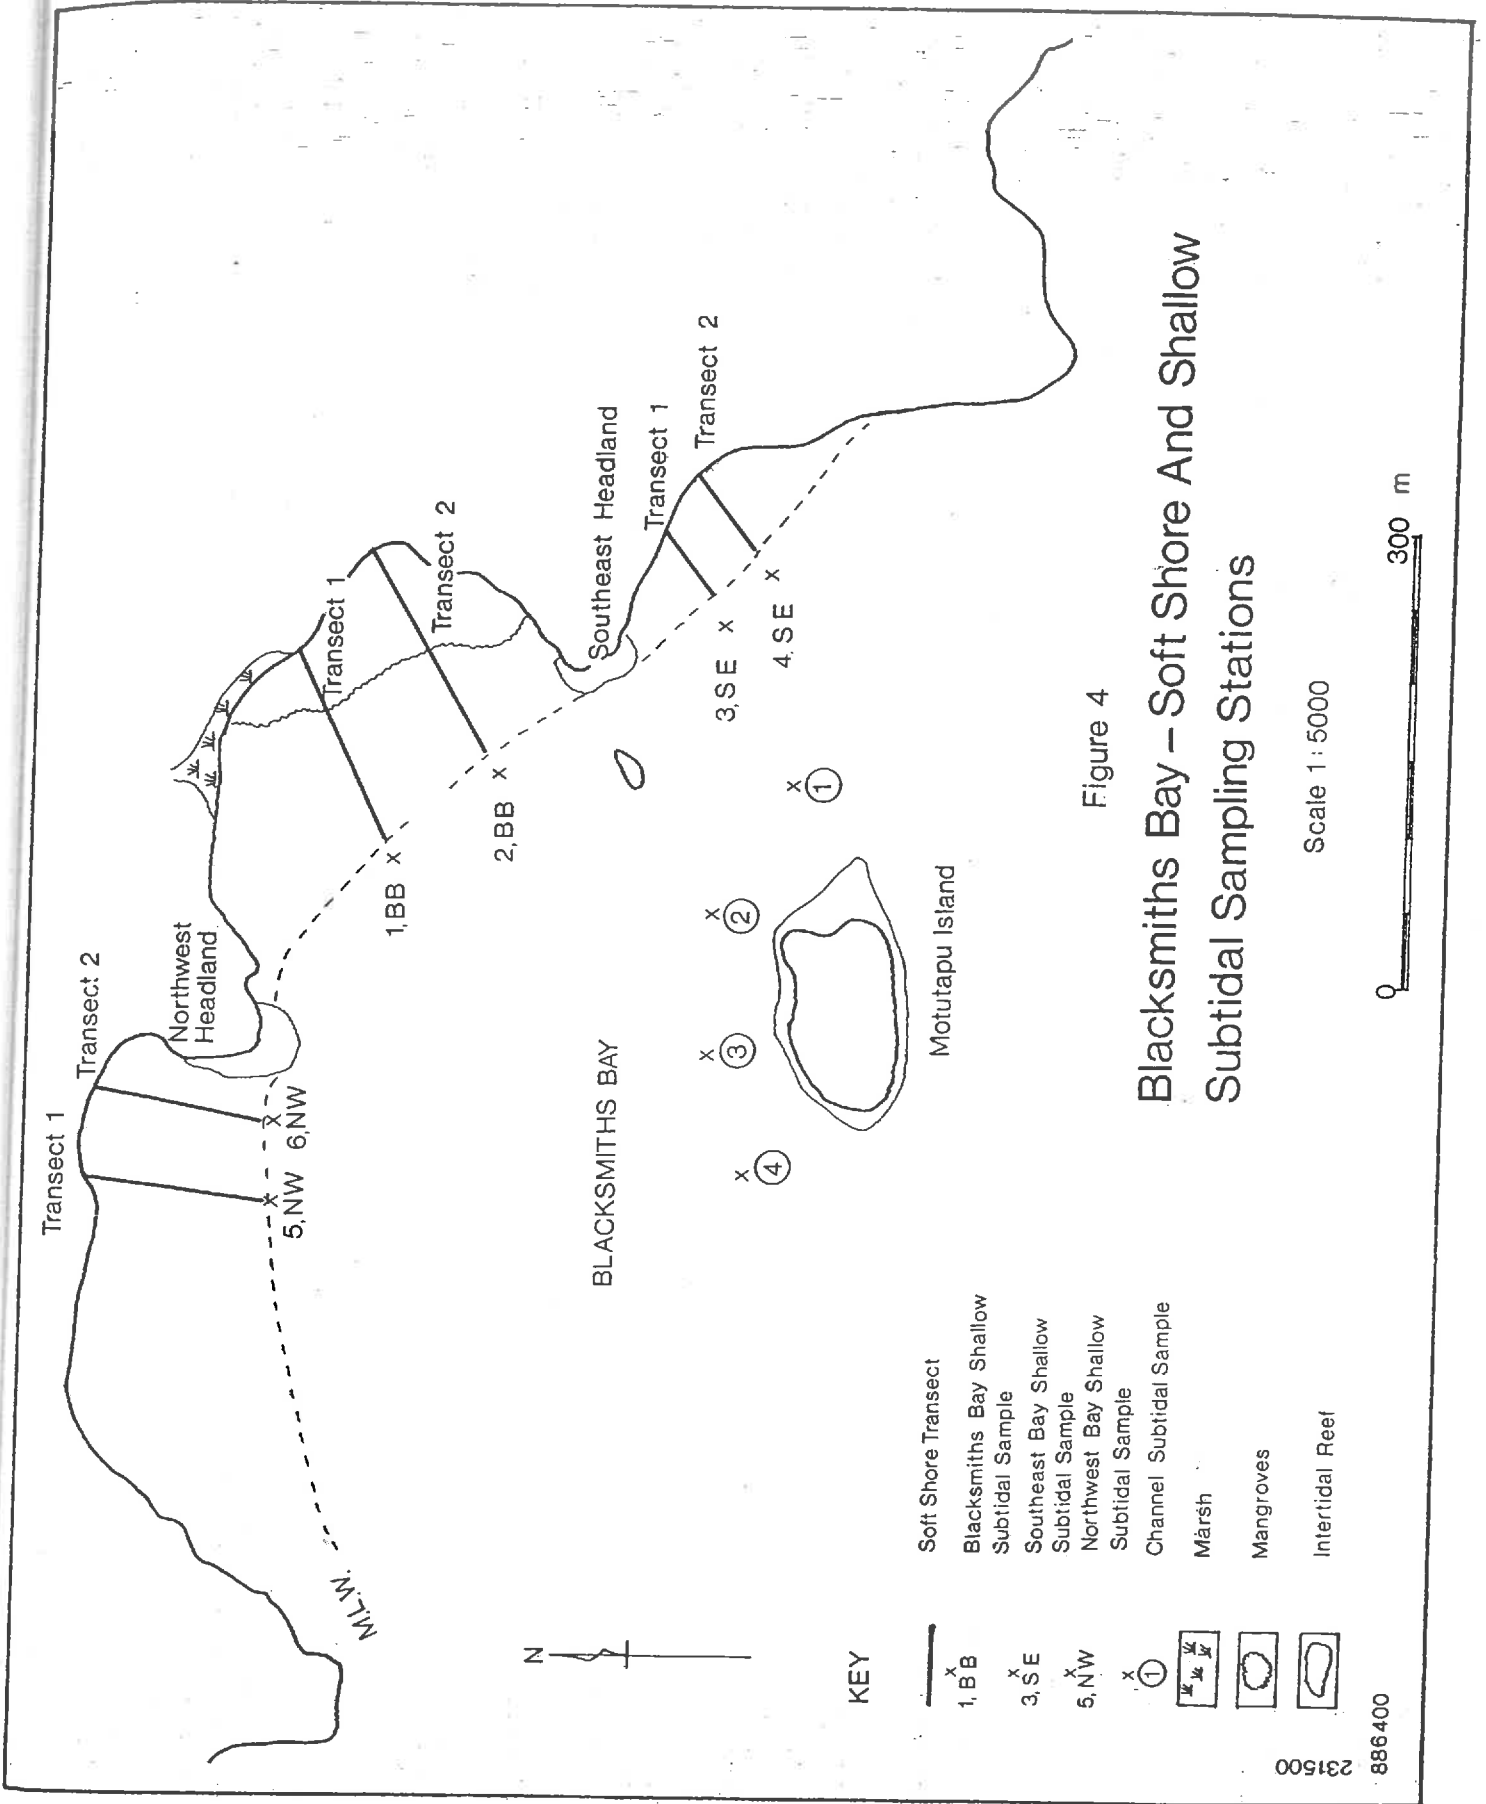 Transect 1
Transect 2
Northwest
Headland
5,NW
6,NW
1,BB
Transect 1
2,BB
Transect 2
Southeast Headland
Transect 1
Transect 2
3,SE
4,SE
M.L.W.
N
BLACKSMITHS BAY
4
3
2
1
Motutapu Island
KEY
Soft Shore Transect
1,BB
Blacksmiths Bay Shallow
Subtidal Sample
3,SE
Southeast Bay Shallow
Subtidal Sample
5,NW
Northwest Bay Shallow
Subtidal Sample
1
Channel Subtidal Sample
Marsh
Mangroves
Intertidal Reef
231500
886400
Figure 4
Blacksmiths Bay – Soft Shore And Shallow
Subtidal Sampling Stations
Scale 1:5000
0
300 m